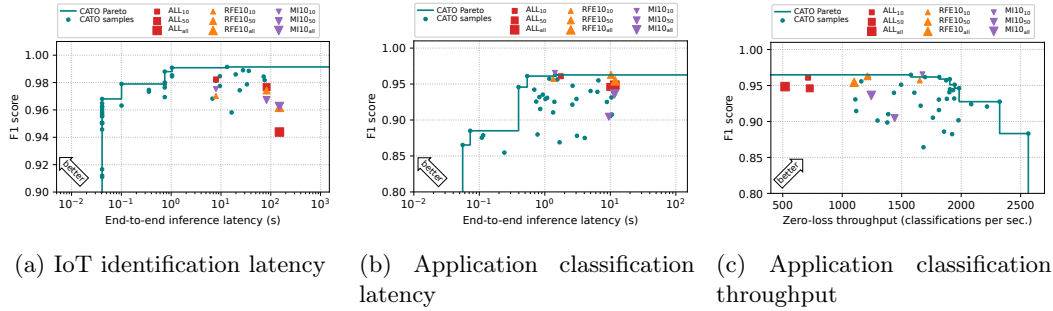 CATO Pareto
CATO samples
ALL10
ALL50
ALLall
RFE1010
RFE1050
RFE10all
MI1010
MI1050
MI10all
F1 score
1.00
0.98
0.96
0.94
0.92
0.90
better
10−2 10−1 100 101 102 103
End-to-end inference latency (s)
(a) IoT identification latency
CATO Pareto
CATO samples
ALL10
ALL50
ALLall
RFE1010
RFE1050
RFE10all
MI1010
MI1050
MI10all
F1 score
1.00
0.95
0.90
0.85
0.80
better
10−2 10−1 100 101 102
End-to-end inference latency (s)
(b) Application classification
latency
CATO Pareto
CATO samples
ALL10
ALL50
ALLall
RFE1010
RFE1050
RFE10all
MI1010
MI1050
MI10all
F1 score
1.00
0.95
0.90
0.85
0.80
better
500 1000 1500 2000 2500
Zero-loss throughput (classifications per sec.)
(c) Application classification
throughput